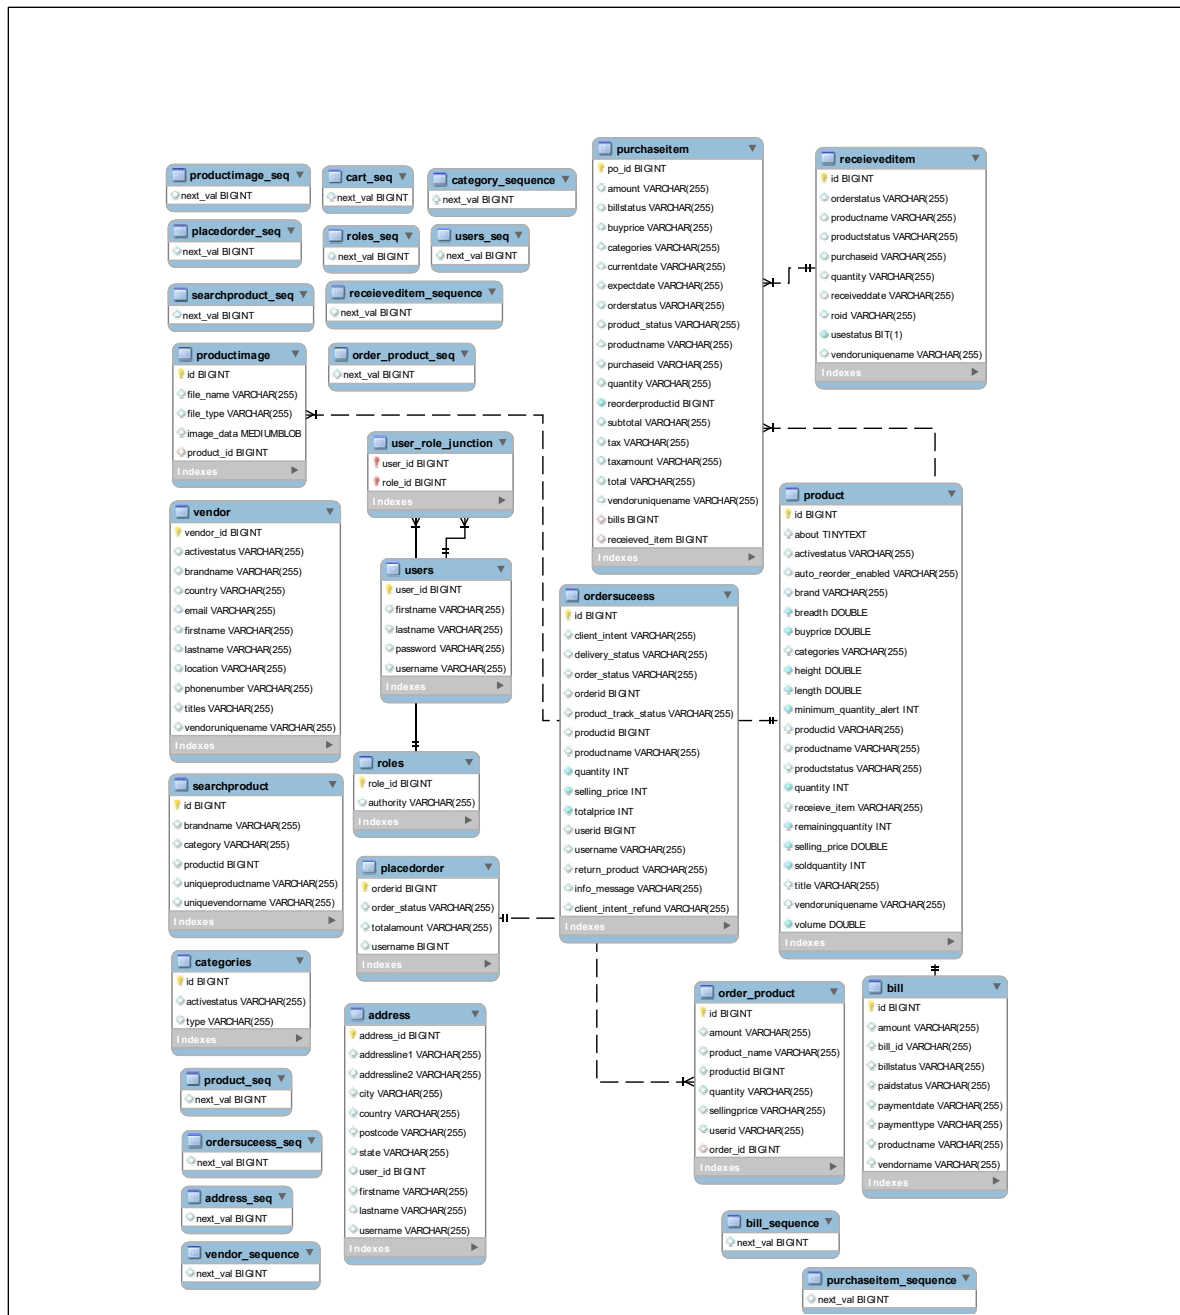 productimage_seq
next_val BIGINT
cart_seq
next_val BIGINT
category_sequence
next_val BIGINT
placedorder_seq
next_val BIGINT
roles_seq
next_val BIGINT
users_seq
next_val BIGINT
searchproduct_seq
next_val BIGINT
receieveditem_sequence
next_val BIGINT
productimage
id BIGINT
file_name VARCHAR(255)
file_type VARCHAR(255)
image_data MEDIUMBLOB
product_id BIGINT
Indexes
order_product_seq
next_val BIGINT
user_role_junction
user_id BIGINT
role_id BIGINT
Indexes
vendor
vendor_id BIGINT
activestatus VARCHAR(255)
brandname VARCHAR(255)
country VARCHAR(255)
email VARCHAR(255)
firstname VARCHAR(255)
lastname VARCHAR(255)
location VARCHAR(255)
phonenumber VARCHAR(255)
titles VARCHAR(255)
vendoruniquename VARCHAR(255)
Indexes
users
user_id BIGINT
firstname VARCHAR(255)
lastname VARCHAR(255)
password VARCHAR(255)
username VARCHAR(255)
Indexes
roles
role_id BIGINT
authority VARCHAR(255)
Indexes
searchproduct
id BIGINT
brandname VARCHAR(255)
category VARCHAR(255)
productid BIGINT
uniqueproductname VARCHAR(255)
uniquevendorname VARCHAR(255)
Indexes
placedorder
orderid BIGINT
order_status VARCHAR(255)
totalamount VARCHAR(255)
username BIGINT
Indexes
categories
id BIGINT
activestatus VARCHAR(255)
type VARCHAR(255)
Indexes
address
address_id BIGINT
addressline1 VARCHAR(255)
addressline2 VARCHAR(255)
city VARCHAR(255)
country VARCHAR(255)
postcode VARCHAR(255)
state VARCHAR(255)
user_id BIGINT
firstname VARCHAR(255)
lastname VARCHAR(255)
username VARCHAR(255)
Indexes
product_seq
next_val BIGINT
ordersuceess_seq
next_val BIGINT
address_seq
next_val BIGINT
vendor_sequence
next_val BIGINT
purchaseitem
po_id BIGINT
amount VARCHAR(255)
billstatus VARCHAR(255)
buyprice VARCHAR(255)
categories VARCHAR(255)
currentdate VARCHAR(255)
expectdate VARCHAR(255)
orderstatus VARCHAR(255)
product_status VARCHAR(255)
productname VARCHAR(255)
purchaseid VARCHAR(255)
quantity VARCHAR(255)
reorderproductid BIGINT
subtotal VARCHAR(255)
tax VARCHAR(255)
taxamount VARCHAR(255)
total VARCHAR(255)
vendoruniquename VARCHAR(255)
bills BIGINT
receieved_item BIGINT
Indexes
receieveditem
id BIGINT
orderstatus VARCHAR(255)
productname VARCHAR(255)
productstatus VARCHAR(255)
purchaseid VARCHAR(255)
quantity VARCHAR(255)
receiveddate VARCHAR(255)
roid VARCHAR(255)
usestatus BIT(1)
vendoruniquename VARCHAR(255)
Indexes
ordersuceess
id BIGINT
client_intent VARCHAR(255)
delivery_status VARCHAR(255)
order_status VARCHAR(255)
orderid BIGINT
product_track_status VARCHAR(255)
productid BIGINT
productname VARCHAR(255)
quantity INT
selling_price INT
totalprice INT
userid BIGINT
username VARCHAR(255)
return_product VARCHAR(255)
info_message VARCHAR(255)
client_intent_refund VARCHAR(255)
Indexes
product
id BIGINT
about TINYTEXT
activestatus VARCHAR(255)
auto_reorder_enabled VARCHAR(255)
brand VARCHAR(255)
breadth DOUBLE
buyprice DOUBLE
categories VARCHAR(255)
height DOUBLE
length DOUBLE
minimum_quantity_alert INT
productid VARCHAR(255)
productname VARCHAR(255)
productstatus VARCHAR(255)
quantity INT
receieve_item VARCHAR(255)
remainingquantity INT
selling_price DOUBLE
soldquantity INT
title VARCHAR(255)
vendoruniquename VARCHAR(255)
volume DOUBLE
Indexes
order_product
id BIGINT
amount VARCHAR(255)
product_name VARCHAR(255)
productid BIGINT
quantity VARCHAR(255)
sellingprice VARCHAR(255)
userid VARCHAR(255)
order_id BIGINT
Indexes
bill
id BIGINT
amount VARCHAR(255)
bill_id VARCHAR(255)
billstatus VARCHAR(255)
paidstatus VARCHAR(255)
paymentdate VARCHAR(255)
paymenttype VARCHAR(255)
productname VARCHAR(255)
vendorname VARCHAR(255)
Indexes
bill_sequence
next_val BIGINT
purchaseitem_sequence
next_val BIGINT